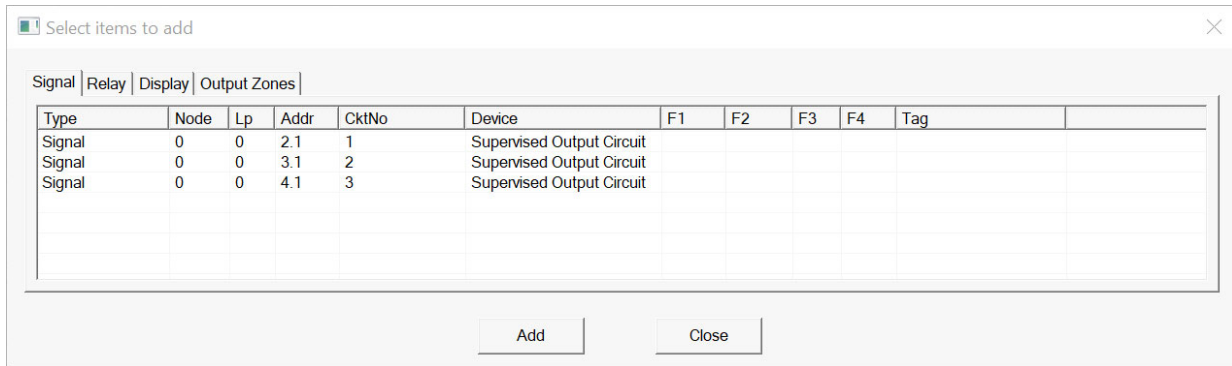 Select items to add
Signal Relay Display Output Zones
Type Node Lp Addr CktNo Device F1 F2 F3 F4 Tag
Signal 0 0 2.1 1 Supervised Output Circuit
Signal 0 0 3.1 2 Supervised Output Circuit
Signal 0 0 4.1 3 Supervised Output Circuit
Add Close